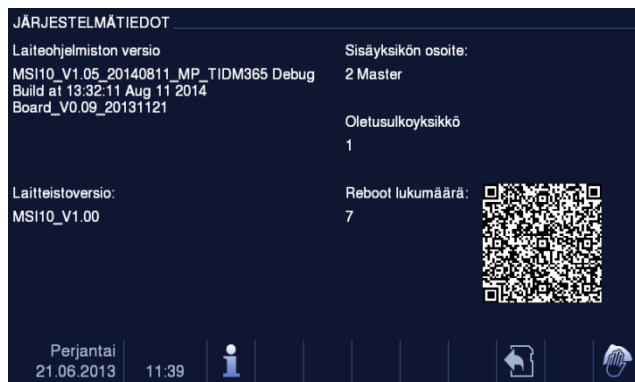 JÄRJESTELMÄTIEDOT
Laiteohjelmiston versio
MSI10_V1.05_20140811_MP_TIDM365 Debug
Build at 13:32:11 Aug 11 2014
Board_V0.09_20131121
Sisäyksikön osoite:
2 Master
Oletusulkoyksikkö
1
Laitteistoversio:
MSI10_V1.00
Reboot lukumäärä:
7
Perjantai
21.06.2013
11:39